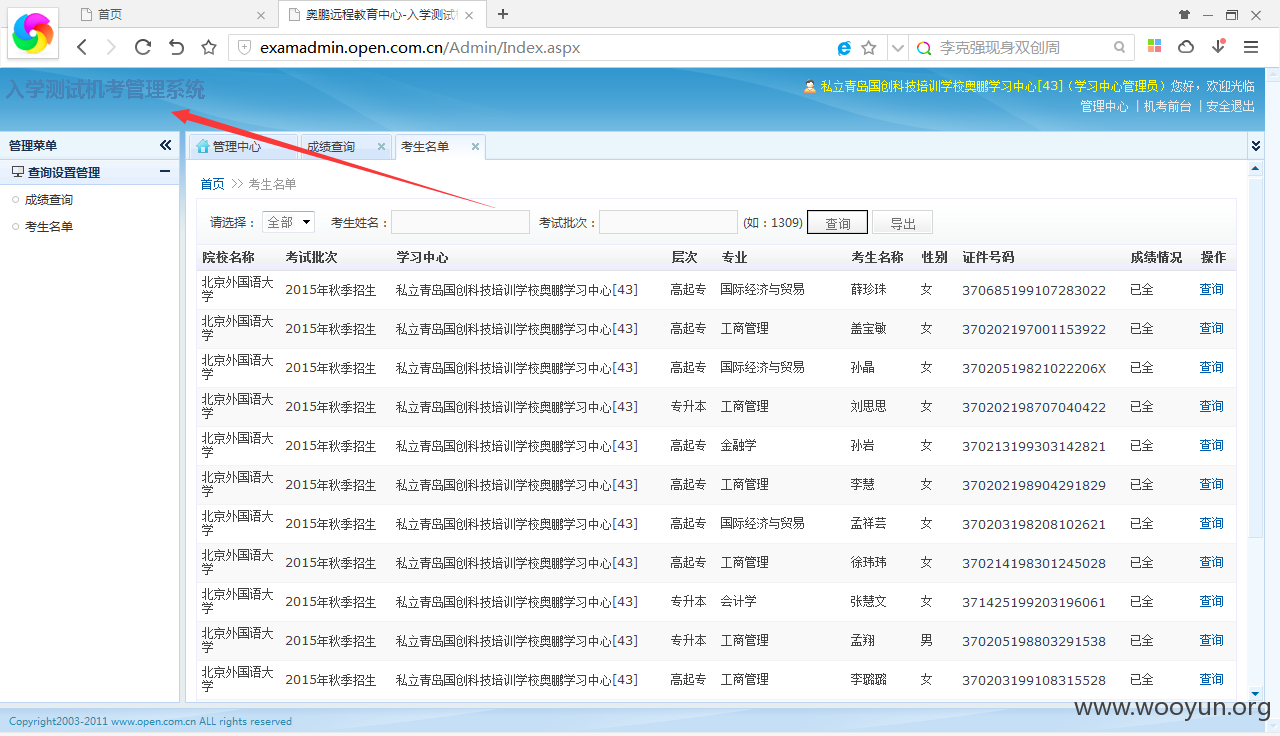 首页
奥鹏远程教育中心-入学测试
examadmin.open.com.cn/Admin/Index.aspx
李克强现身双创周
入学测试机考管理系统
私立青岛国创科技培训学校奥鹏学习中心[43]（学习中心管理员）您好，欢迎光临
管理中心 | 机考前台 | 安全退出
管理菜单
管理中心 成绩查询 考生名单
查询设置管理
成绩查询
考生名单
首页 >> 考生名单
请选择： 全部 考生姓名： 考试批次： (如：1309) 查询 导出
院校名称 考试批次 学习中心 层次 专业 考生名称 性别 证件号码 成绩情况 操作
北京外国语大学 2015年秋季招生 私立青岛国创科技培训学校奥鹏学习中心[43] 高起专 国际经济与贸易 薛珍珠 女 370685199107283022 已全 查询
北京外国语大学 2015年秋季招生 私立青岛国创科技培训学校奥鹏学习中心[43] 高起专 工商管理 盖宝敏 女 370202197001153922 已全 查询
北京外国语大学 2015年秋季招生 私立青岛国创科技培训学校奥鹏学习中心[43] 高起专 国际经济与贸易 孙晶 女 37020519821022206X 已全 查询
北京外国语大学 2015年秋季招生 私立青岛国创科技培训学校奥鹏学习中心[43] 专升本 工商管理 刘思思 女 370202198707040422 已全 查询
北京外国语大学 2015年秋季招生 私立青岛国创科技培训学校奥鹏学习中心[43] 高起专 金融学 孙岩 女 370213199303142821 已全 查询
北京外国语大学 2015年秋季招生 私立青岛国创科技培训学校奥鹏学习中心[43] 高起专 工商管理 李慧 女 370202198904291829 已全 查询
北京外国语大学 2015年秋季招生 私立青岛国创科技培训学校奥鹏学习中心[43] 高起专 国际经济与贸易 孟祥芸 女 370203198208102621 已全 查询
北京外国语大学 2015年秋季招生 私立青岛国创科技培训学校奥鹏学习中心[43] 高起专 工商管理 徐玮玮 女 370214198301245028 已全 查询
北京外国语大学 2015年秋季招生 私立青岛国创科技培训学校奥鹏学习中心[43] 专升本 会计学 张慧文 女 371425199203196061 已全 查询
北京外国语大学 2015年秋季招生 私立青岛国创科技培训学校奥鹏学习中心[43] 专升本 工商管理 孟翔 男 370205198803291538 已全 查询
北京外国语大学 2015年秋季招生 私立青岛国创科技培训学校奥鹏学习中心[43] 高起专 工商管理 李璐璐 女 370203199108315528 已全 查询
Copyright2003-2011 www.open.com.cn ALL rights reserved
www.wooyun.org